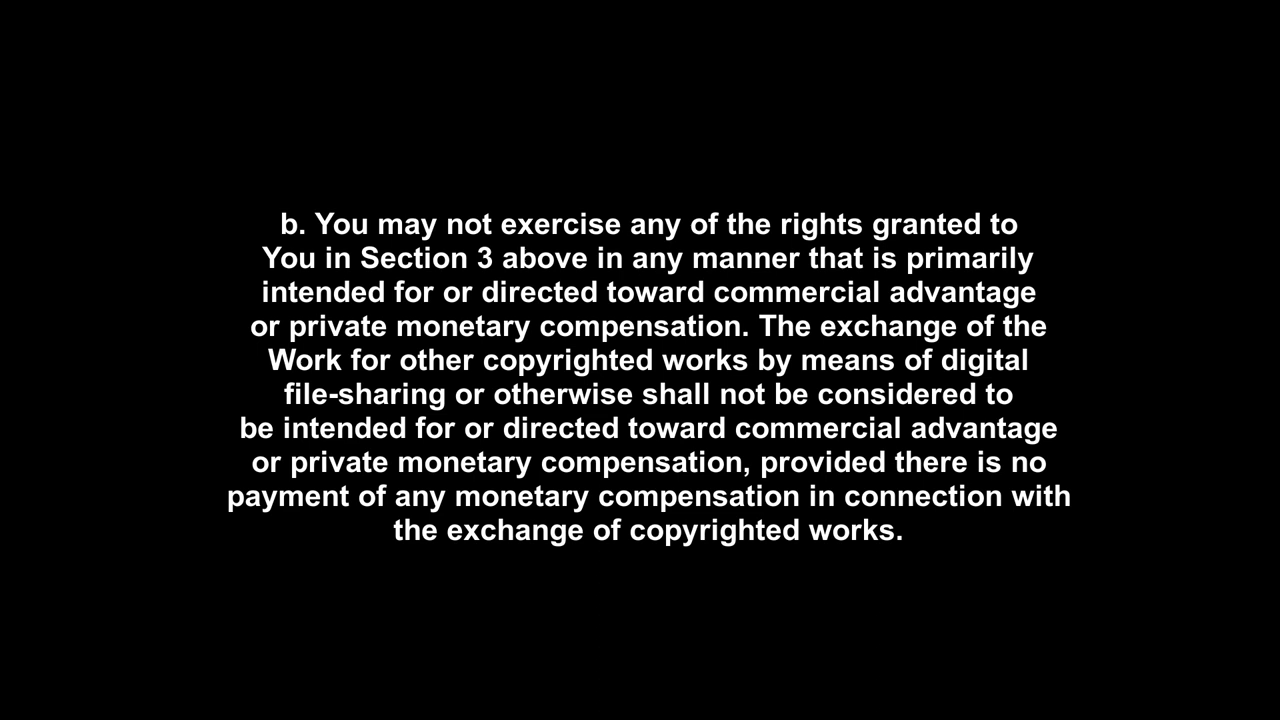 b. You may not exercise any of the rights granted to
You in Section 3 above in any manner that is primarily
intended for or directed toward commercial advantage
or private monetary compensation. The exchange of the
Work for other copyrighted works by means of digital
file-sharing or otherwise shall not be considered to
be intended for or directed toward commercial advantage
or private monetary compensation, provided there is no
payment of any monetary compensation in connection with
the exchange of copyrighted works.